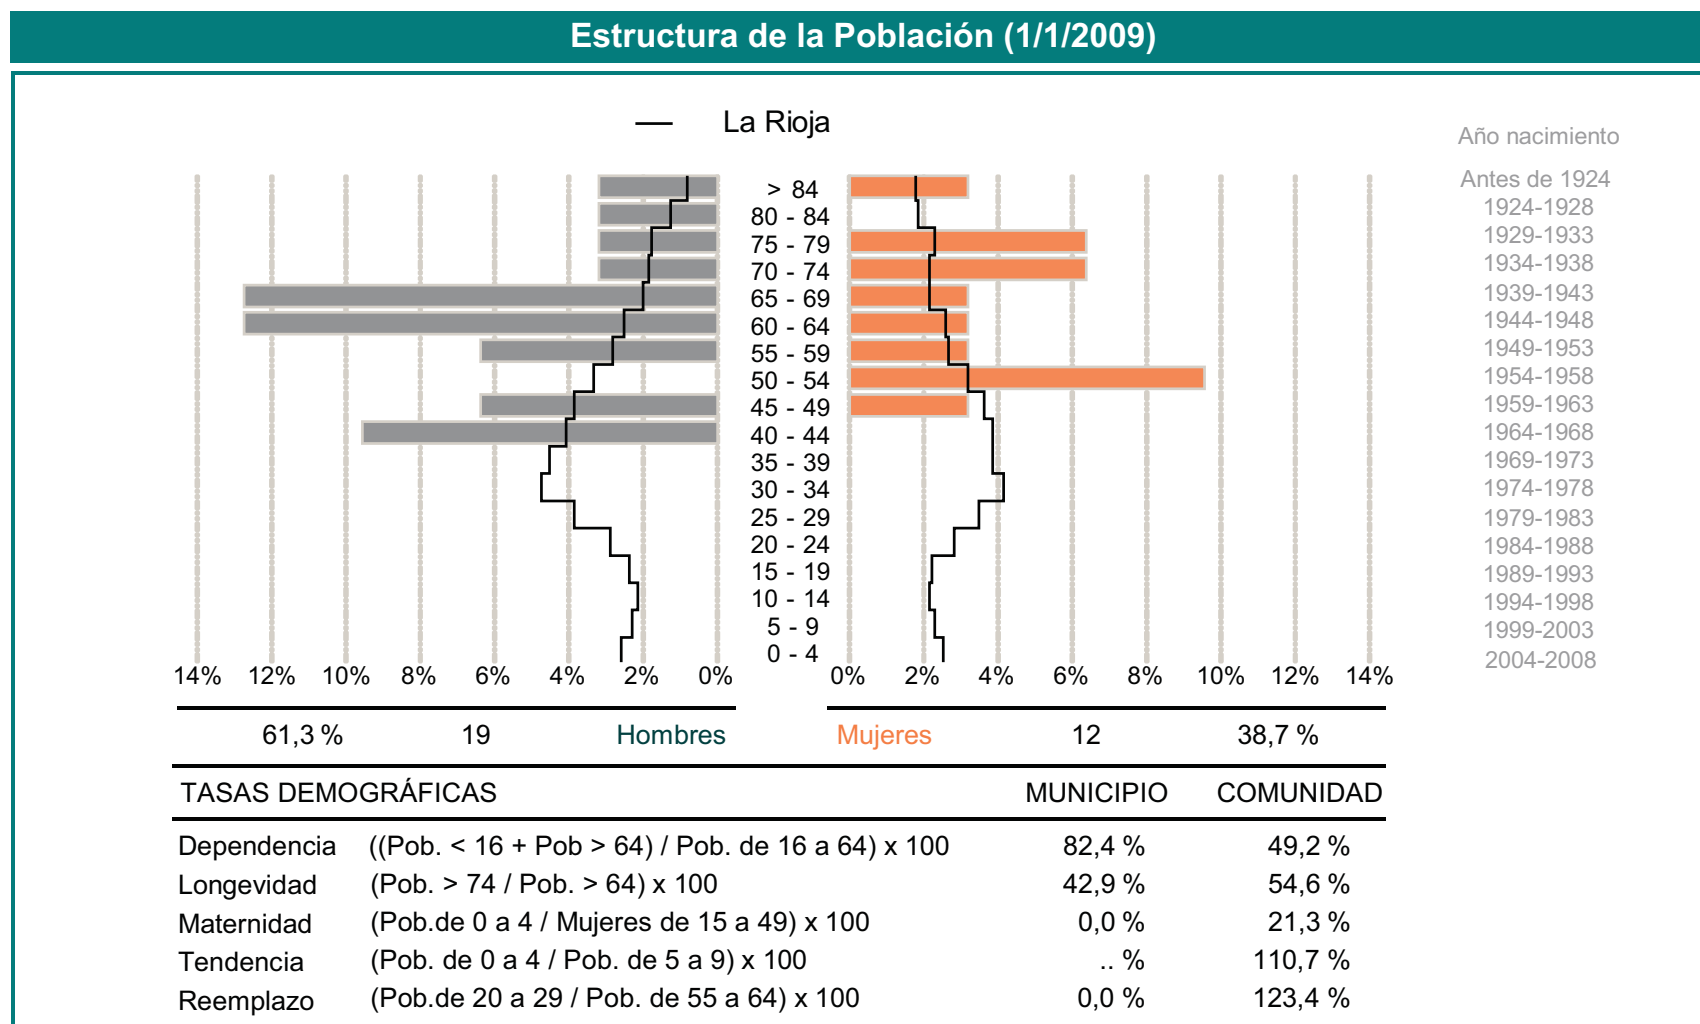 Estructura de la Población (1/1/2009)
La Rioja
Año nacimiento
> 84 Antes de 1924
80 - 84 1924-1928
75 - 79 1929-1933
70 - 74 1934-1938
65 - 69 1939-1943
60 - 64 1944-1948
55 - 59 1949-1953
50 - 54 1954-1958
45 - 49 1959-1963
40 - 44 1964-1968
35 - 39 1969-1973
30 - 34 1974-1978
25 - 29 1979-1983
20 - 24 1984-1988
15 - 19 1989-1993
10 - 14 1994-1998
5 - 9 1999-2003
0 - 4 2004-2008
14% 12% 10% 8% 6% 4% 2% 0% 0% 2% 4% 6% 8% 10% 12% 14%
61,3 % 19 Hombres Mujeres 12 38,7 %
TASAS DEMOGRÁFICAS MUNICIPIO COMUNIDAD
Dependencia ((Pob. < 16 + Pob > 64) / Pob. de 16 a 64) x 100 82,4 % 49,2 %
Longevidad (Pob. > 74 / Pob. > 64) x 100 42,9 % 54,6 %
Maternidad (Pob.de 0 a 4 / Mujeres de 15 a 49) x 100 0,0 % 21,3 %
Tendencia (Pob. de 0 a 4 / Pob. de 5 a 9) x 100 .. % 110,7 %
Reemplazo (Pob.de 20 a 29 / Pob. de 55 a 64) x 100 0,0 % 123,4 %